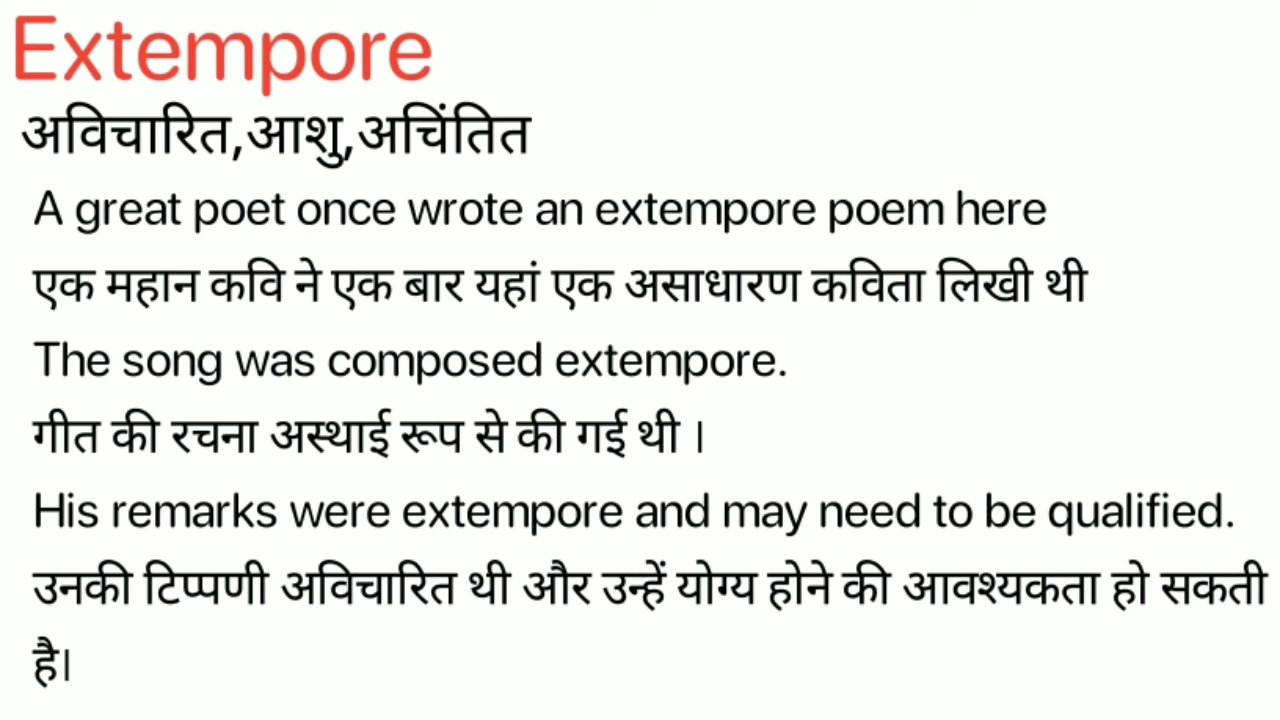 Extempore
अविचारित,आशु,अचिंतित
A great poet once wrote an extempore poem here
एक महान कवि ने एक बार यहां एक असाधारण कविता लिखी थी
The song was composed extempore.
गीत की रचना अस्थाई रूप से की गई थी ।
His remarks were extempore and may need to be qualified.
उनकी टिप्पणी अविचारित थी और उन्हें योग्य होने की आवश्यकता हो सकती
है।